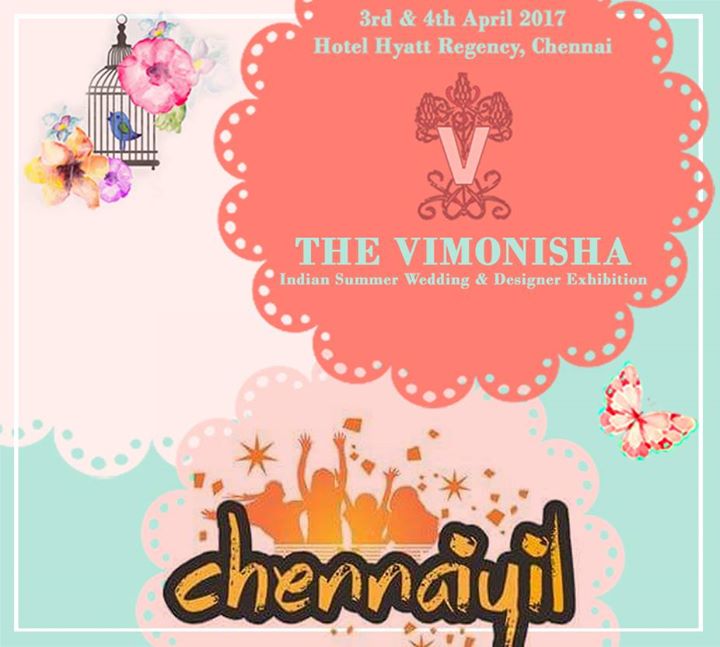 3rd & 4th April 2017
Hotel Hyatt Regency, Chennai
V
THE VIMONISHA
Indian Summer Wedding & Designer Exhibition
chennaiyil